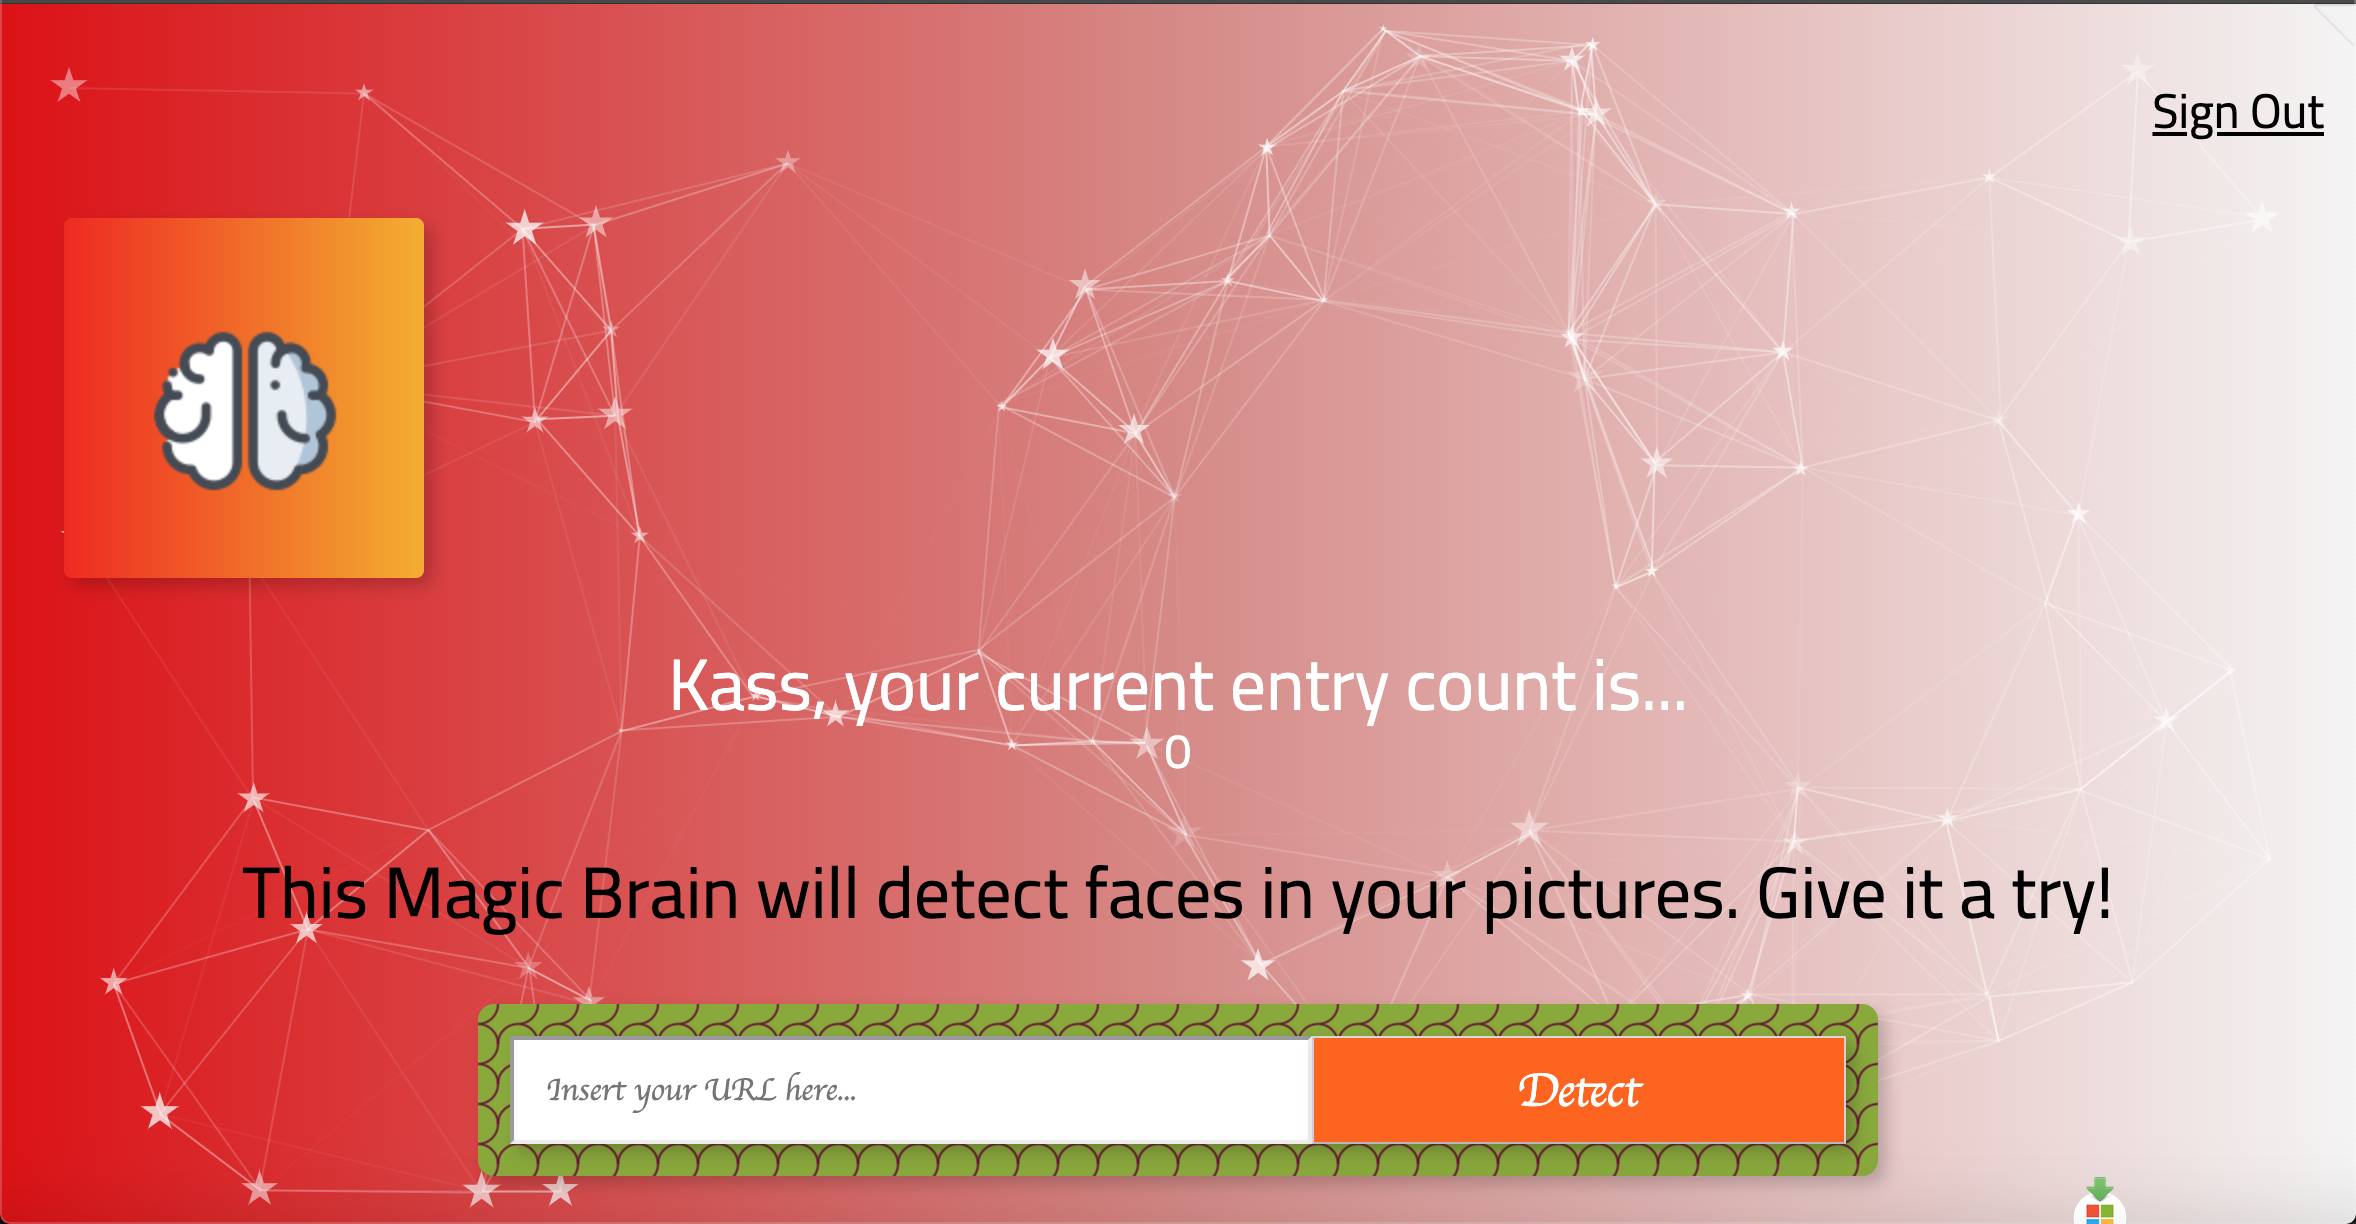 Sign Out
Kass, your current entry count is...
0
This Magic Brain will detect faces in your pictures. Give it a try!
Insert your URL here...
Detect